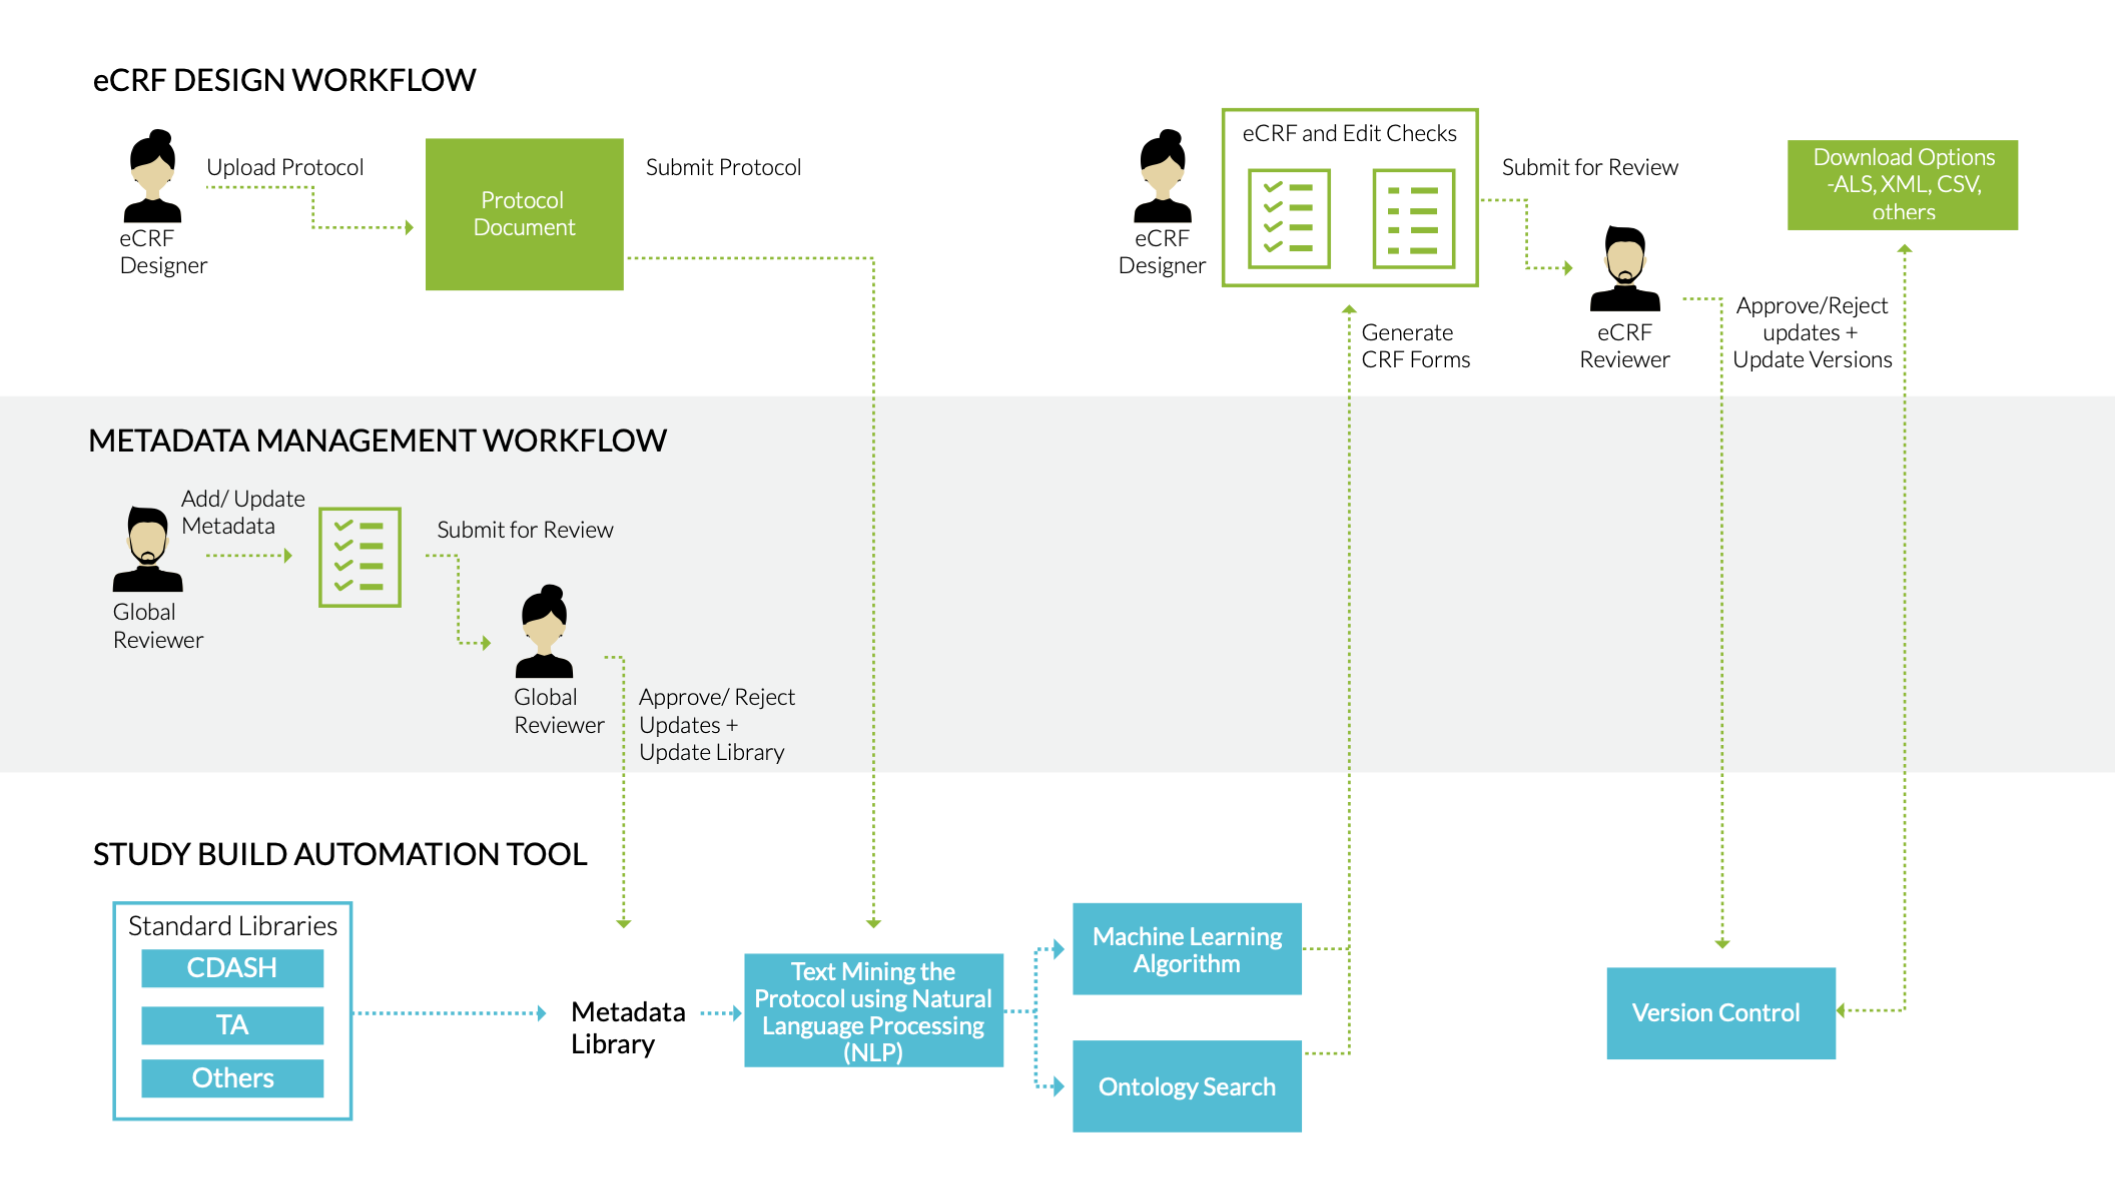 eCRF DESIGN WORKFLOW
eCRF
Designer
Upload Protocol
Protocol
Document
Submit Protocol
eCRF
Designer
eCRF and Edit Checks
Generate
CRF Forms
Submit for Review
eCRF
Reviewer
Approve/Reject
updates +
Update Versions
Download Options
-ALS, XML, CSV,
others
METADATA MANAGEMENT WORKFLOW
Global
Reviewer
Add/ Update
Metadata
Submit for Review
Global
Reviewer
Approve/ Reject
Updates +
Update Library
STUDY BUILD AUTOMATION TOOL
Standard Libraries
CDASH
TA
Others
Metadata
Library
Text Mining the
Protocol using Natural
Language Processing
(NLP)
Machine Learning
Algorithm
Ontology Search
Version Control